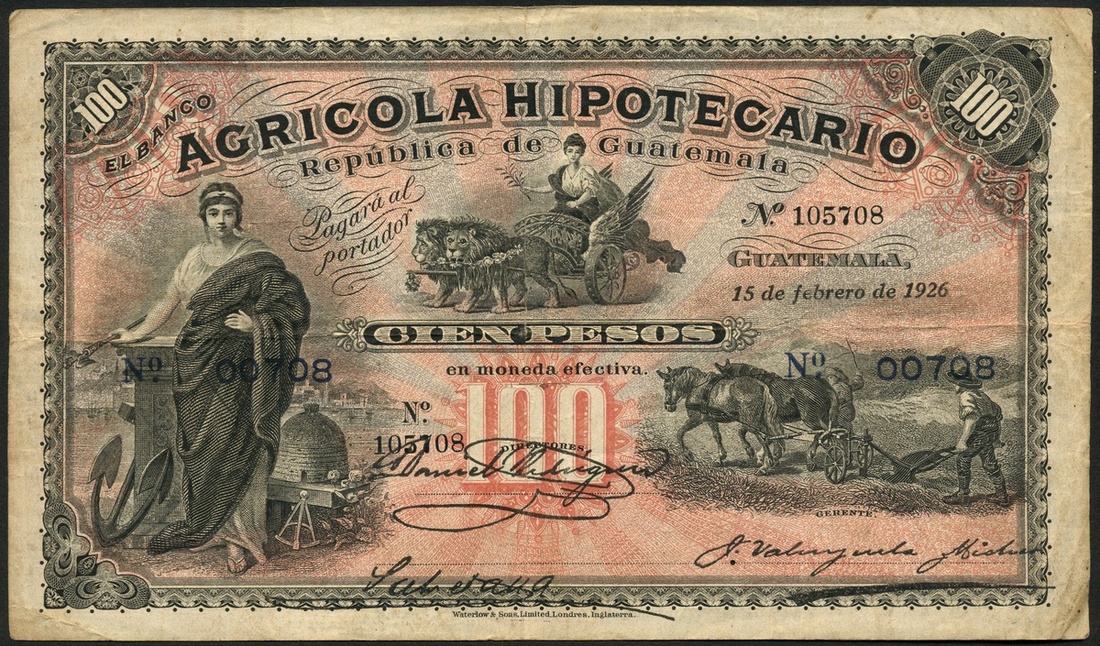 100
100
EL BANCO
AGRICOLA HIPOTECARIO
República de Guatemala
Pagará al
portador
Nº 105708
GUATEMALA,
15 de febrero de 1926
CIEN PESOS
en moneda efectiva.
Nº 00708
Nº 00708
100
Nº
105708
DIRECTORES,
GERENTE
J. Valenzuela
Waterlow & Sons, Limited, Londres, Inglaterra.